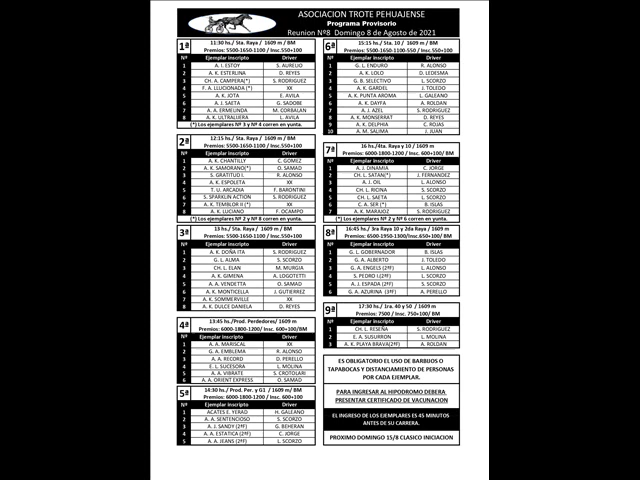 ASOCIACION TROTE PEHUAJENSE
Programa Provisorio
Reunion Nº8 Domingo 8 de Agosto de 2021
1ª 11:30 hs./ 5ta. Raya / 1609 m / BM
Premios: 5500-1650-1100 / Insc.550+100
Nº Ejemplar inscripto Driver
1 A. I. ESTOY S. AURELIO
2 A. K. ESTERLINA D. REYES
3 CH. A. CAMPERA(*) S. RODRIGUEZ
4 F. A. LLUCIONADA (*) XX
5 A. K. JOTA E. AVILA
6 A. J. SAETA G. SADOBE
7 A. A. ERMELINDA M. CORBALAN
8 A. K. ULTRALIJERA L. AVILA
(*) Los ejemplares Nº 3 y Nº 4 corren en yunta.
2ª 12:15 hs./ 5ta. Raya / 1609 m / BM
Premios: 5500-1650-1100 / Insc.550+100
Nº Ejemplar inscripto Driver
1 A. K. CHANTILLY C. GOMEZ
2 A. K. SAMORANO(*) O. SAMAD
3 S. GRATITUD I. R. ALONSO
4 A. K. ESPOLETA XX
5 T. U. ARCADIA F. BARONTINI
6 S. SPARKLIN ACTION S. RODRIGUEZ
7 A. K. TEMBLOR II (*) XX
8 A. K. LUCIANO F. OCAMPO
(*) Los ejemplares Nº 2 y Nº 8 corren en yunta.
3ª 13 hs./ 5ta. Raya / 1609 m / BM
Premios: 5500-1650-1100 / Insc.550+100
Nº Ejemplar inscripto Driver
1 A. K. DOÑA ITA S. RODRIGUEZ
2 G. L. ALMA S. SCORZO
3 CH. L. ELAN M. MURGIA
4 A. K. GIMENA A. LOGOTETTI
5 A. A. VENDETTA O. SAMAD
6 A. K. MONTICELLA J. GUTIERREZ
7 A. K. SOMMERVILLE XX
8 A. K. DULCE DANIELA D. REYES
4ª 13:45 hs./Prod. Perdedores/ 1609 m
Premios: 6000-1800-1200/ Insc. 600+100/BM
Nº Ejemplar inscripto Driver
1 A. A. MARISCAL XX
2 G. A. EMBLEMA R. ALONSO
3 A. A. RECORD D. PERELLO
4 E. L. SUCESORA L. MOLINA
5 A. A. VIBRATE S. CROTOLARI
6 A. A. ORIENT EXPRESS O. SAMAD
5ª 14:30 hs./ Prod. Per. y G1 / 1609 m/ BM
Premios: 6000-1800-1200 / Insc. 600+100
Nº Ejemplar inscripto Driver
1 ACATES E. YERAD H. GALEANO
2 A. A. SENTENCIOSO S. SCORZO
3 A. J. SANDY (2ºF) G. BEHERAN
4 A. A. ESTATICA (2ºF) C. JORGE
5 A. A. JEANS (2ºF) L. SCORZO
6ª 15:15 hs./ 5ta. 10 / 1609 m / BM
Premios: 5500-1650-1100-550 / Insc.550+100
Nº Ejemplar inscripto Driver
1 G. L. ENDURO R. ALONSO
2 A. K. LOLO D. LEDESMA
3 G. B. SELECTIVO L. SCORZO
4 A. K. GARDEL J. TOLEDO
5 A. K. PUNTA AROMA L. GALEANO
6 A. K. DAYFA A. ROLDAN
7 A. J. AZEL S. RODRIGUEZ
8 A. K. MONSERRAT D. REYES
9 A. K. DELPHIA C. ROJAS
10 A. M. SALIMA J. JUAN
7ª 16 hs./4ta. Raya y 10 / 1609 m
Premios: 6000-1800-1200 / Insc. 600+100/ BM
Nº Ejemplar inscripto Driver
1 A. J. DINAMIA C. JORGE
2 CH. L. SATAN(*) J. FERNANDEZ
3 A. J. OIL L. ALONSO
4 CH. L. RICINA S. SCORZO
5 CH. L. SAETA L. SCORZO
6 C. A. SER (*) B. ISLAS
7 A. K. MARAJOZ S. RODRIGUEZ
(*) Los ejemplares Nº 2 y Nº 6 corren en yunta.
8ª 16:45 hs./ 3ra Raya 10 y 2da Raya / 1609 m
Premios: 6500-1950-1300/Insc.650+100/ BM
Nº Ejemplar inscripto Driver
1 G. L. GOBERNADOR B. ISLAS
2 G. A. ALBERTO J. TOLEDO
3 G. A. ENGELS (2ºF) L. ALONSO
4 S. PEDRO I.(2ºF) L. SCORZO
5 A. J. ESPADA (2ºF) S. SCORZO
6 G. A. AZURINA (3ºF) A. PERELLO
9ª 17:30 hs./ 1ra. 40 y 50 / 1609 m
Premios: 7500 / Insc. 750+100/ BM
Nº Ejemplar inscripto Driver
1 CH. L. RESEÑA S. RODRIGUEZ
2 E. A. SUSURRON L. MOLINA
3 A. K. PLAYA BRAVA(2ºF) A. ROLDAN
ES OBLIGATORIO EL USO DE BARBIJOS O
TAPABOCAS Y DISTANCIAMIENTO DE PERSONAS
POR CADA EJEMPLAR.
PARA INGRESAR AL HIPODROMO DEBERA
PRESENTAR CERTIFICADO DE VACUNACION
EL INGRESO DE LOS EJEMPLARES ES 45 MINUTOS
ANTES DE SU CARRERA.
PROXIMO DOMINGO 15/8 CLASICO INICIACION